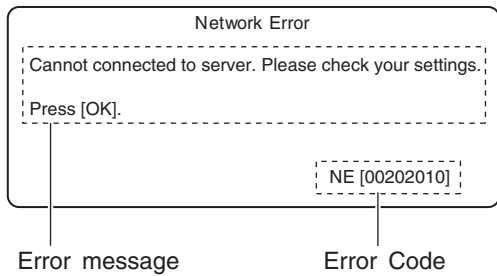 Network Error
Cannot connected to server. Please check your settings.
Press [OK].
NE [00202010]
Error message
Error Code